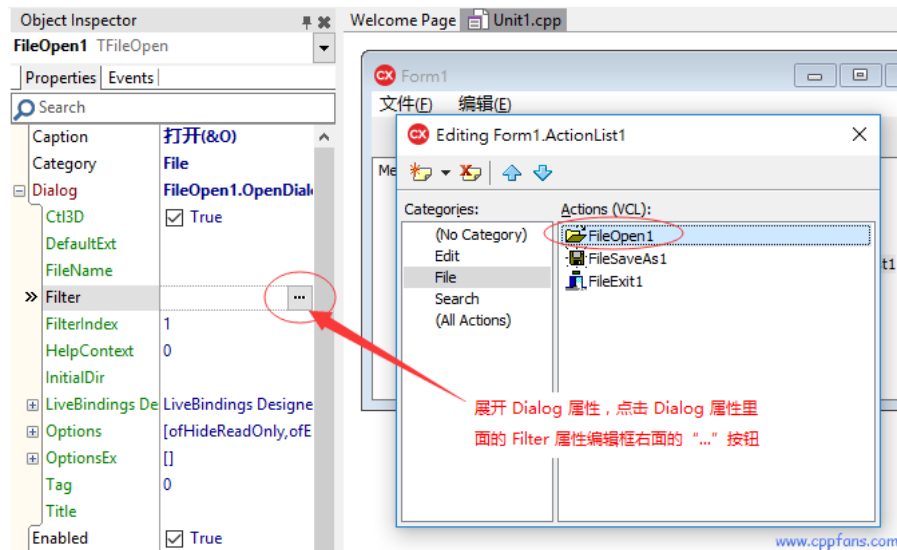 Object Inspector
FileOpen1 TFileOpen
Properties Events
Search
Caption 打开(&O)
Category File
Dialog FileOpen1.OpenDial
Ctl3D True
DefaultExt
FileName
Filter ...
FilterIndex 1
HelpContext 0
InitialDir
LiveBindings De LiveBindings Designe
Options [ofHideReadOnly,ofE
OptionsEx []
Tag 0
Title
Enabled True
Welcome Page Unit1.cpp
Form1
文件(F) 编辑(E)
Me
Editing Form1.ActionList1
Categories: Actions (VCL):
(No Category)
Edit
File
Search
(All Actions)
FileOpen1
FileSaveAs1
FileExit1
t1
展开 Dialog 属性，点击 Dialog 属性里
面的 Filter 属性编辑框右面的“...”按钮
www.cppfans.com